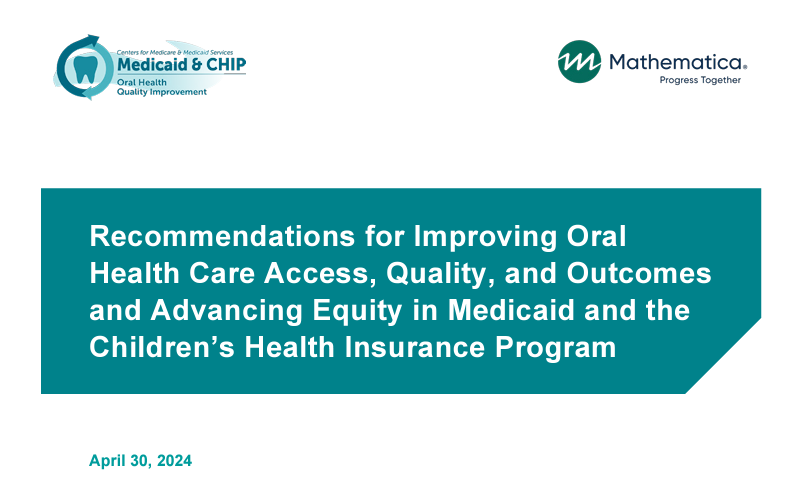 Centers for Medicare & Medicaid Services
Medicaid & CHIP
Oral Health
Quality Improvement
Mathematica®
Progress Together
Recommendations for Improving Oral
Health Care Access, Quality, and Outcomes
and Advancing Equity in Medicaid and the
Children’s Health Insurance Program
April 30, 2024